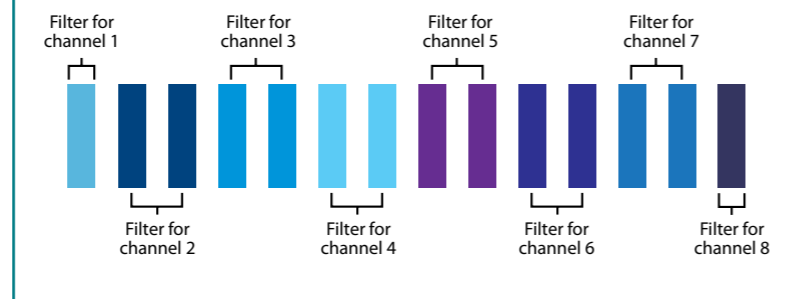 Filter for
channel 1
Filter for
channel 3
Filter for
channel 5
Filter for
channel 7
Filter for
channel 2
Filter for
channel 4
Filter for
channel 6
Filter for
channel 8